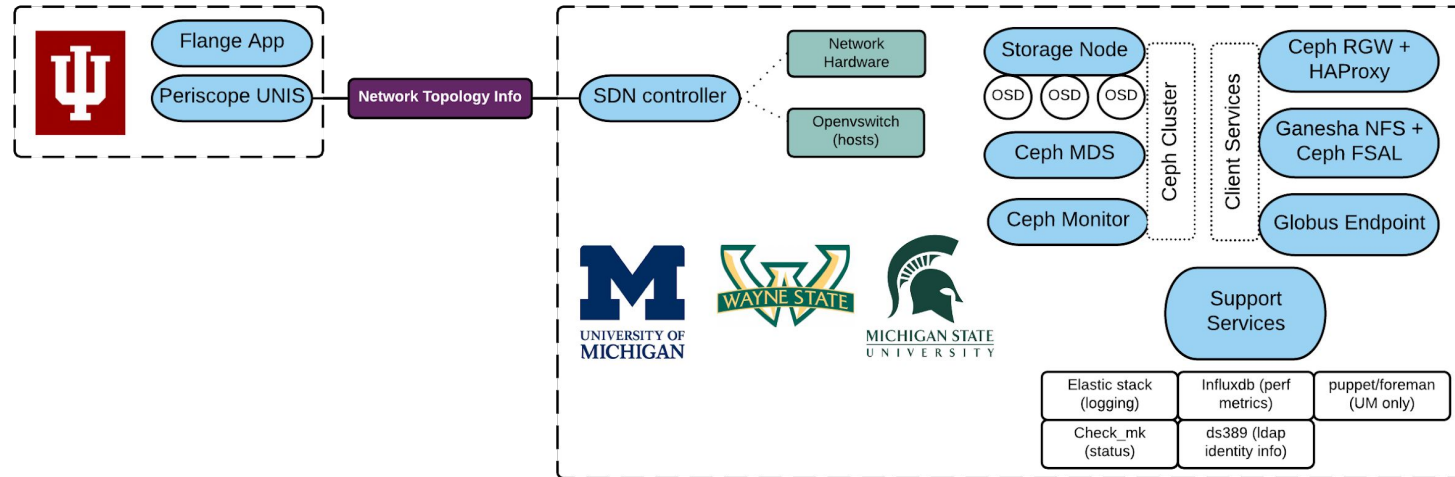 Flange App
Periscope UNIS
Network Topology Info
SDN controller
Network
Hardware
Openvswitch
(hosts)
Storage Node
OSD
OSD
OSD
Ceph MDS
Ceph Monitor
Ceph Cluster
Client Services
Ceph RGW +
HAProxy
Ganesha NFS +
Ceph FSAL
Globus Endpoint
M
UNIVERSITY OF
MICHIGAN
W
WAYNE STATE
MICHIGAN STATE
UNIVERSITY
Support
Services
Elastic stack
(logging)
Influxdb (perf
metrics)
puppet/foreman
(UM only)
Check_mk
(status)
ds389 (ldap
identity info)